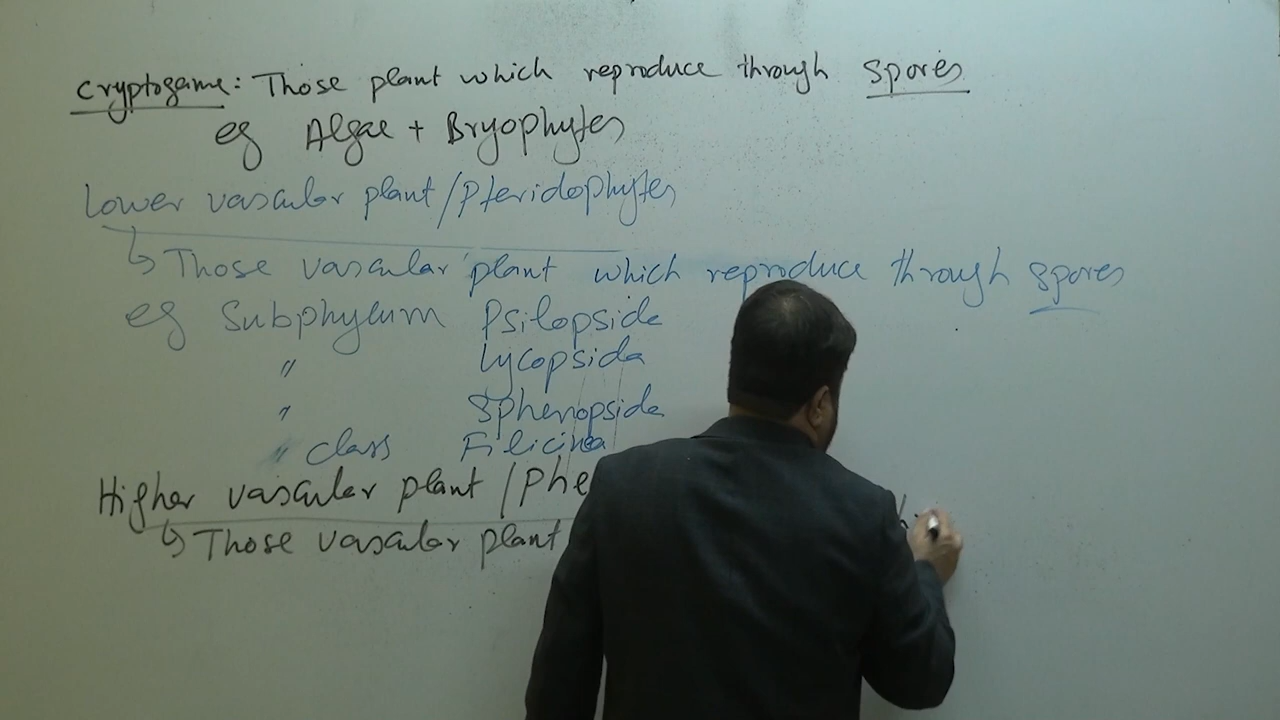 Cryptogame: Those plant which reproduce through spores
eg Algae + Bryophytes
Lower vascular plant/Pteridophytes
↳ Those vascular plant which reproduce through spores
eg Subphylum Psilopside
" Lycopsida
" Sphenopside
" class Filicinea
Higher vascular plant / Phe
↳ Those vascular plant